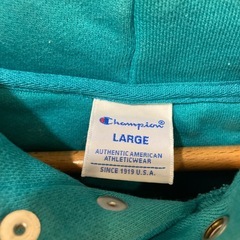 Champion
LARGE
AUTHENTIC AMERICAN
ATHLETICWEAR
SINCE 1919 U.S.A.